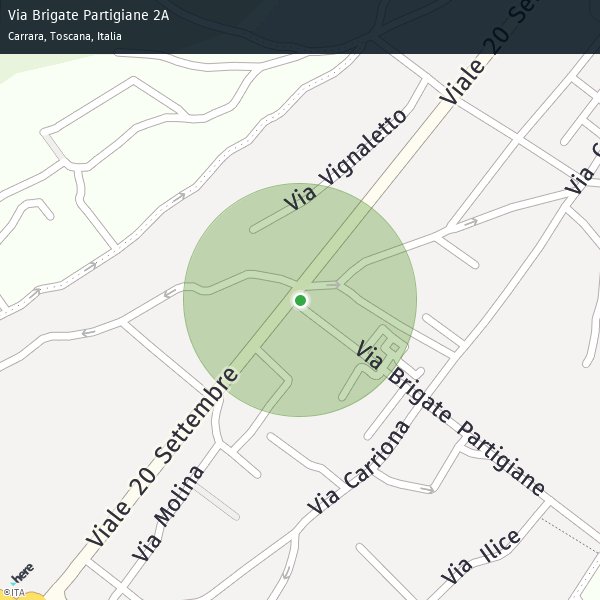 Via Brigate Partigiane 2A
Carrara, Toscana, Italia
Viale 20 Se
Via Vignaletto
Via C
Via Brigate Partigiane
Viale 20 Settembre
Via Carriona
Via Molina
Via Ilice
here
©ITA